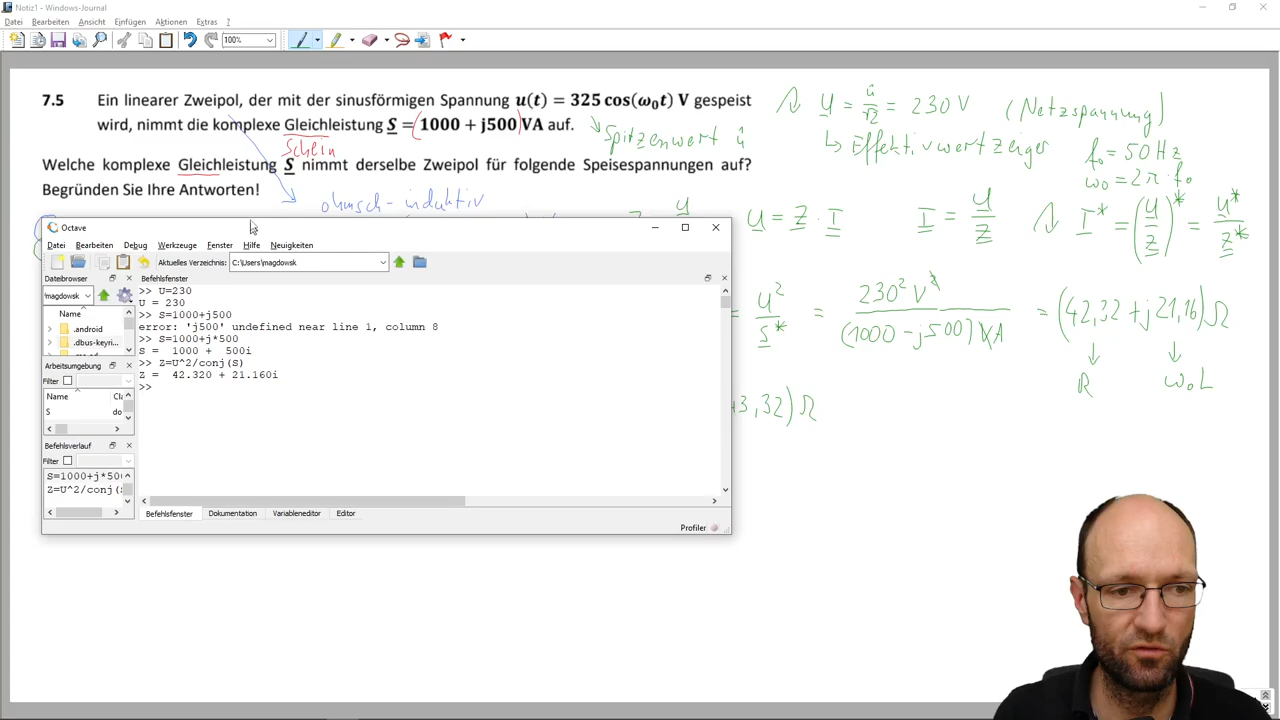 Notiz1 - Windows-Journal
Datei Bearbeiten Ansicht Einfügen Aktionen Extras ?
100%
7.5 Ein linearer Zweipol, der mit der sinusförmigen Spannung u(t) = 325 cos(ω₀t) V gespeist
wird, nimmt die komplexe Gleichleistung S = (1000 + j500)VA auf.
Schein
Welche komplexe Gleichleistung S nimmt derselbe Zweipol für folgende Speisespannungen auf?
Begründen Sie Ihre Antworten!
ohmsch-induktiv
Spitzenwert û
U = û/√2 = 230 V (Netzspannung)
↳ Effektivwertzeiger
f₀ = 50 Hz
ω₀ = 2π·f₀
U = Z · I
I = U/Z
I* = (U/Z)* = U*/Z*
= U²/S* = 230² V²/(1000 - j500) VA = (42,32 + j21,16) Ω
R
ω₀L
43,32) Ω
Octave
Datei Bearbeiten Debug Werkzeuge Fenster Hilfe Neuigkeiten
Aktuelles Verzeichnis: C:\Users\magdowsk
Dateibrowser
magdowsk
Name
.android
.dbus-keyri...
Arbeitsumgebung
Filter
Name Cla
S do
Befehlsverlauf
Filter
S=1000+j*50(
Z=U^2/conj(S
Befehlsfenster
>> U=230
U = 230
>> S=1000+j500
error: 'j500' undefined near line 1, column 8
>> S=1000+j*500
S = 1000 + 500i
>> Z=U^2/conj(S)
Z = 42.320 + 21.160i
>>
Befehlsfenster Dokumentation Variableneditor Editor
Profiler